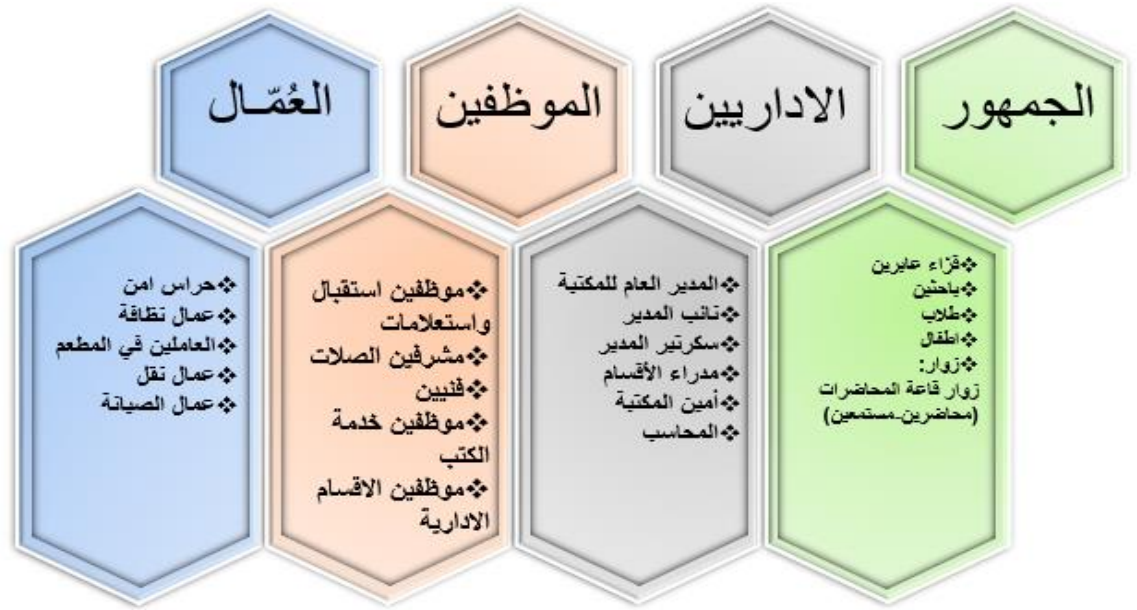 الجمهور
الاداريين
الموظفين
العُمّـال
❖قرّاء عابرين
❖باحثين
❖طلاب
❖اطفال
❖زوار:
زوار قاعة المحاضرات
(محاضرين-مستمعين)
❖المدير العام للمكتبة
❖نائب المدير
❖سكرتير المدير
❖مدراء الأقسام
❖أمين المكتبة
❖المحاسب
❖موظفين استقبال
واستعلامات
❖مشرفين الصلات
❖فنيين
❖موظفين خدمة
الكتب
❖موظفين الاقسام
الادارية
❖حراس امن
❖عمال نظافة
❖العاملين في المطعم
❖عمال نقل
❖عمال الصيانة